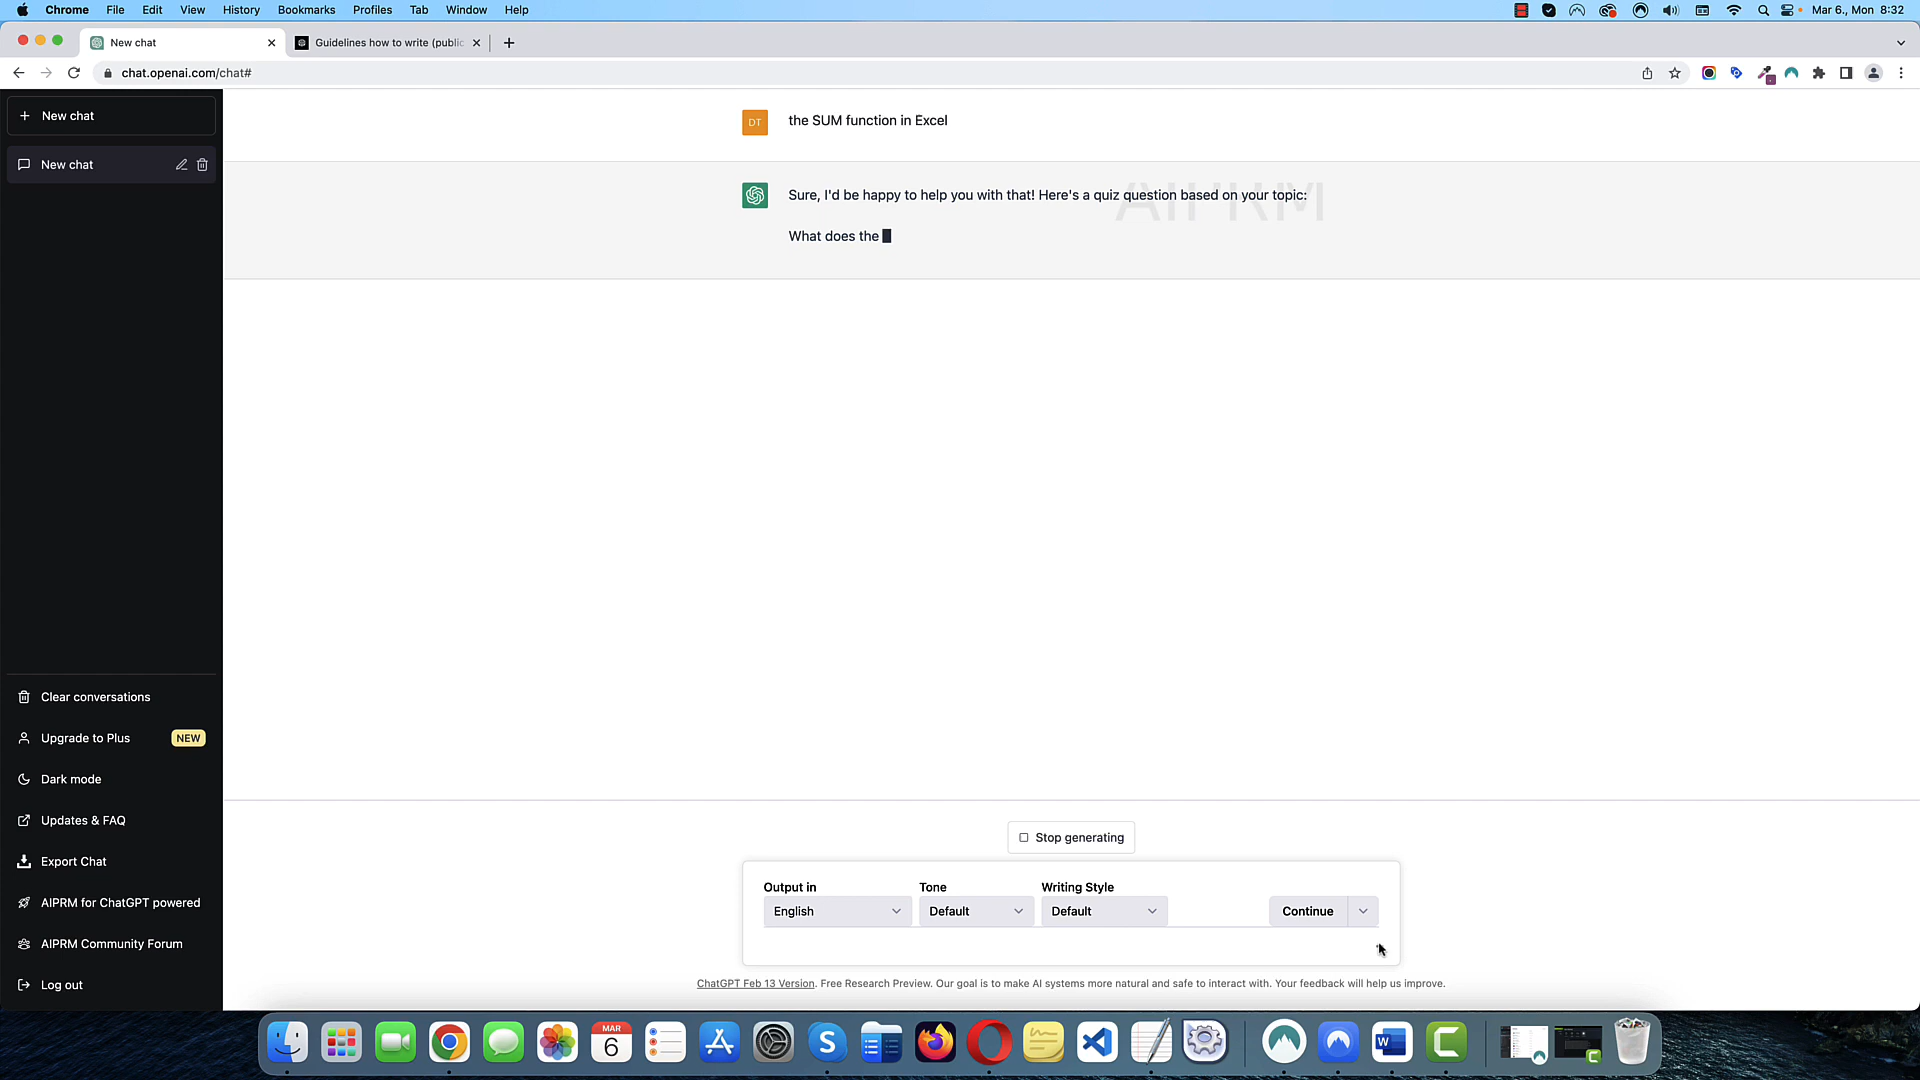 Chrome File Edit View History Bookmarks Profiles Tab Window Help
Mar 6., Mon 8:32
New chat
Guidelines how to write (public
chat.openai.com/chat#
New chat
New chat
DT
the SUM function in Excel
AIPRM
Sure, I'd be happy to help you with that! Here's a quiz question based on your topic:
What does the
Clear conversations
Upgrade to Plus NEW
Dark mode
Updates & FAQ
Export Chat
AIPRM for ChatGPT powered
AIPRM Community Forum
Log out
Stop generating
Output in Tone Writing Style
English Default Default Continue
ChatGPT Feb 13 Version. Free Research Preview. Our goal is to make AI systems more natural and safe to interact with. Your feedback will help us improve.
MAR
6
S
W
C